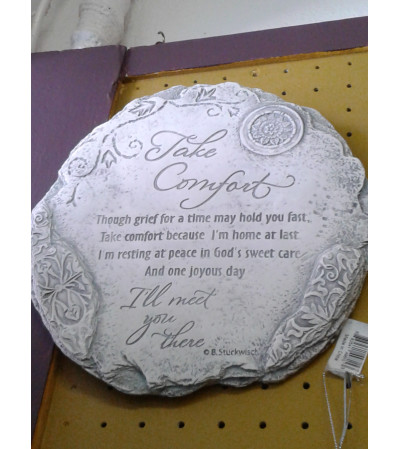 Take
Comfort
Though grief for a time may hold you fast,
Take comfort because I'm home at last.
I'm resting at peace in God's sweet care
And one joyous day
I'll meet
you
there
© B. Stuckwisch